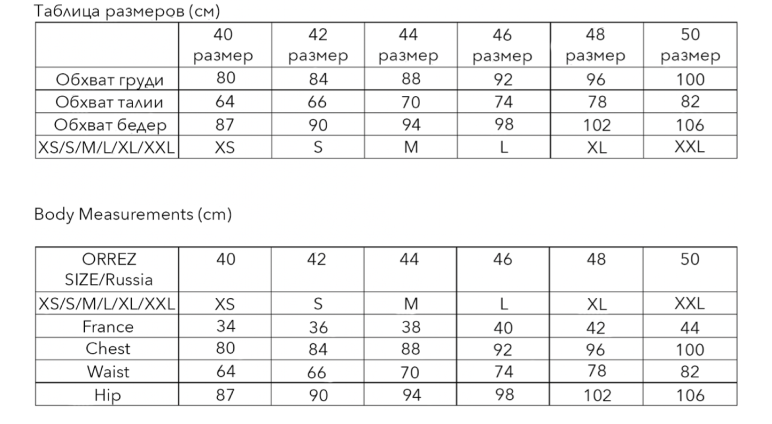 Таблица размеров (см)
40 42 44 46 48 50
размер размер размер размер размер размер
Обхват груди 80 84 88 92 96 100
Обхват талии 64 66 70 74 78 82
Обхват бедер 87 90 94 98 102 106
XS/S/M/L/XL/XXL XS S M L XL XXL
Body Measurements (cm)
ORREZ 40 42 44 46 48 50
SIZE/Russia
XS/S/M/L/XL/XXL XS S M L XL XXL
France 34 36 38 40 42 44
Chest 80 84 88 92 96 100
Waist 64 66 70 74 78 82
Hip 87 90 94 98 102 106